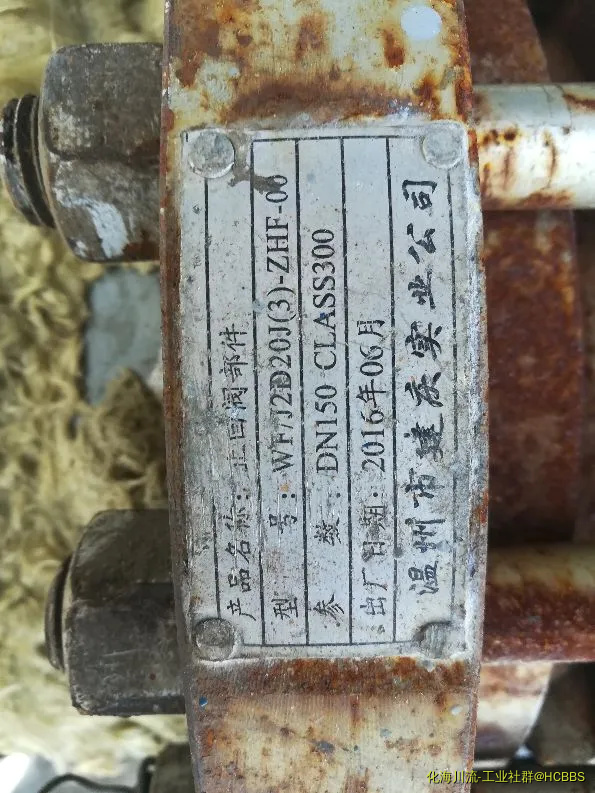 产品名称:止回阀部件
型 号:WF/J2D20J(3)-ZHF-00
参 数:DN150 CLASS300
出厂日期:2016年06月
温州市建庆实业公司
化海川流-工业社群@HCBBS